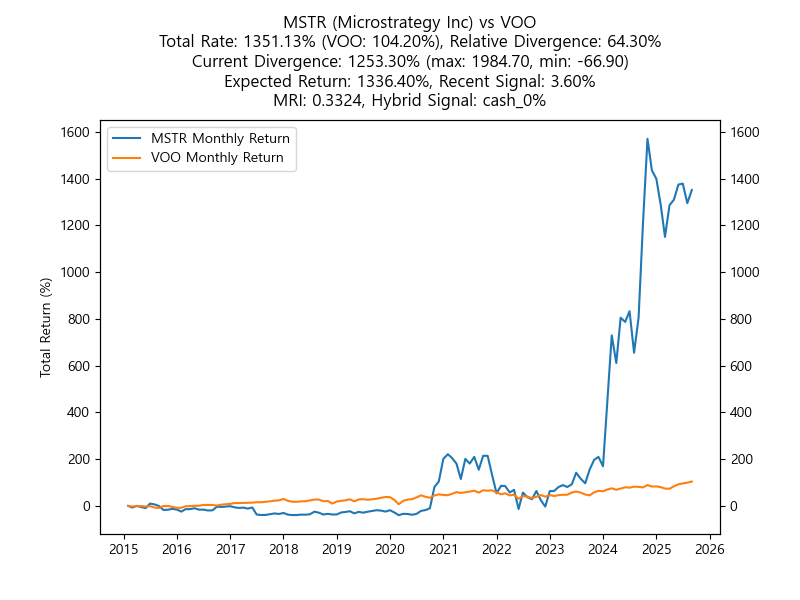 MSTR (Microstrategy Inc) vs VOO
Total Rate: 1351.13% (VOO: 104.20%), Relative Divergence: 64.30%
Current Divergence: 1253.30% (max: 1984.70, min: -66.90)
Expected Return: 1336.40%, Recent Signal: 3.60%
MRI: 0.3324, Hybrid Signal: cash_0%
MSTR Monthly Return
VOO Monthly Return
Total Return (%)
1600
1400
1200
1000
800
600
400
200
0
1600
1400
1200
1000
800
600
400
200
0
2015 2016 2017 2018 2019 2020 2021 2022 2023 2024 2025 2026